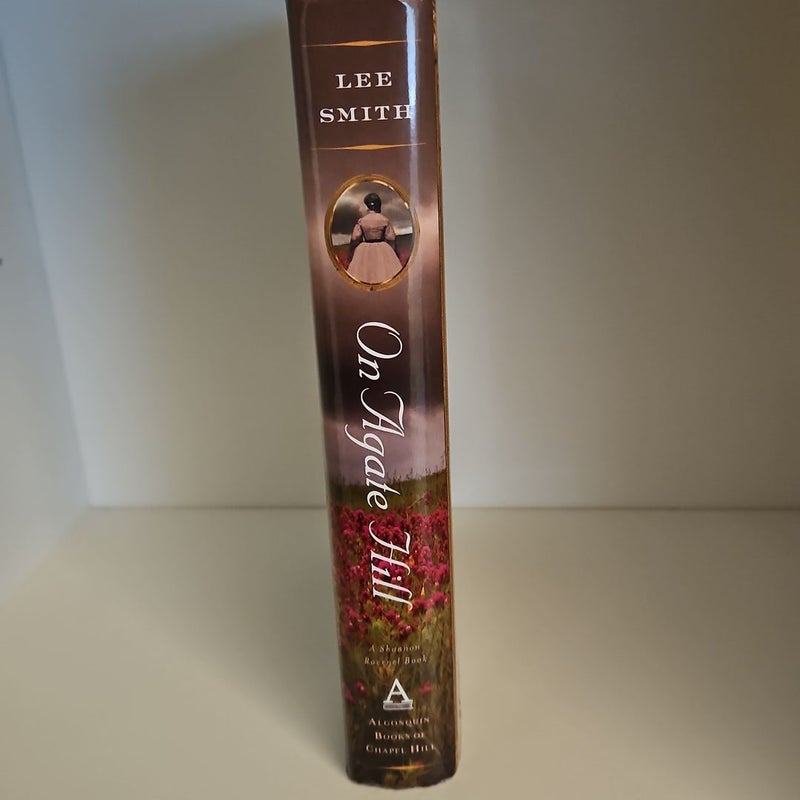 LEE
SMITH
On Agate Hill
A Shannon
Ravenel Book
A
ALGONQUIN
BOOKS OF
CHAPEL HILL